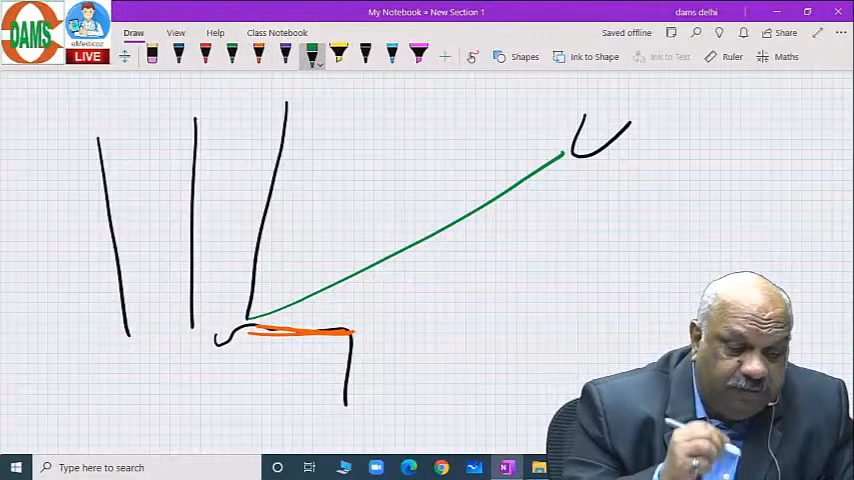 My Notebook – New Section 1
dams delhi
DAMS
eMedicoz
LIVE
Draw
View
Help
Class Notebook
Saved offline
Share
Shapes
Ink to Shape
Ink to Text
Ruler
Maths
Type here to search